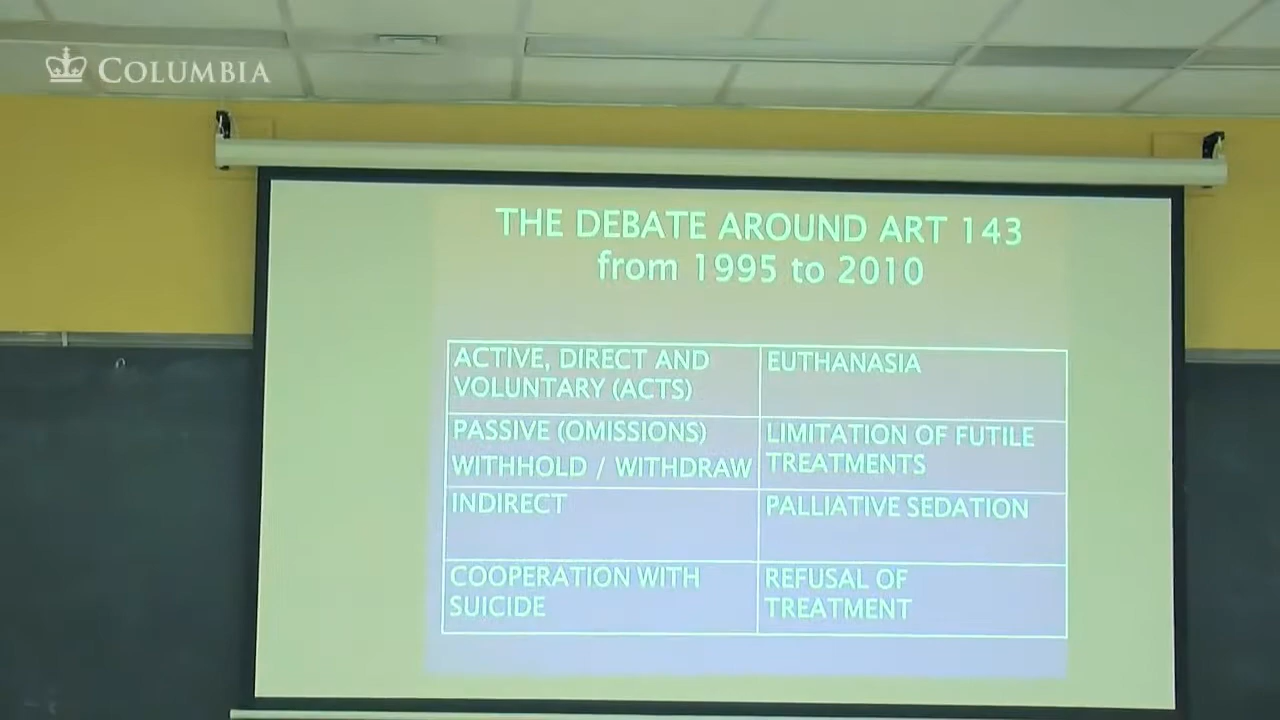 COLUMBIA
THE DEBATE AROUND ART 143
from 1995 to 2010
ACTIVE, DIRECT AND
VOLUNTARY (ACTS)
EUTHANASIA
PASSIVE (OMISSIONS)
WITHHOLD / WITHDRAW
LIMITATION OF FUTILE
TREATMENTS
INDIRECT
PALLIATIVE SEDATION
COOPERATION WITH
SUICIDE
REFUSAL OF
TREATMENT